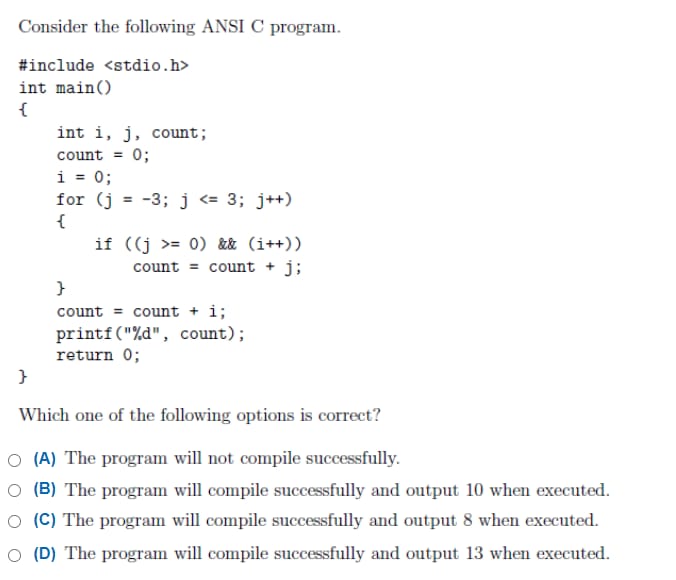 Consider the following ANSI C program.
#include <stdio.h>
int main()
{
    int i, j, count;
    count = 0;
    i = 0;
    for (j = -3; j <= 3; j++)
    {
        if ((j >= 0) && (i++))
            count = count + j;
    }
    count = count + i;
    printf("%d", count);
    return 0;
}
Which one of the following options is correct?
(A) The program will not compile successfully.
(B) The program will compile successfully and output 10 when executed.
(C) The program will compile successfully and output 8 when executed.
(D) The program will compile successfully and output 13 when executed.